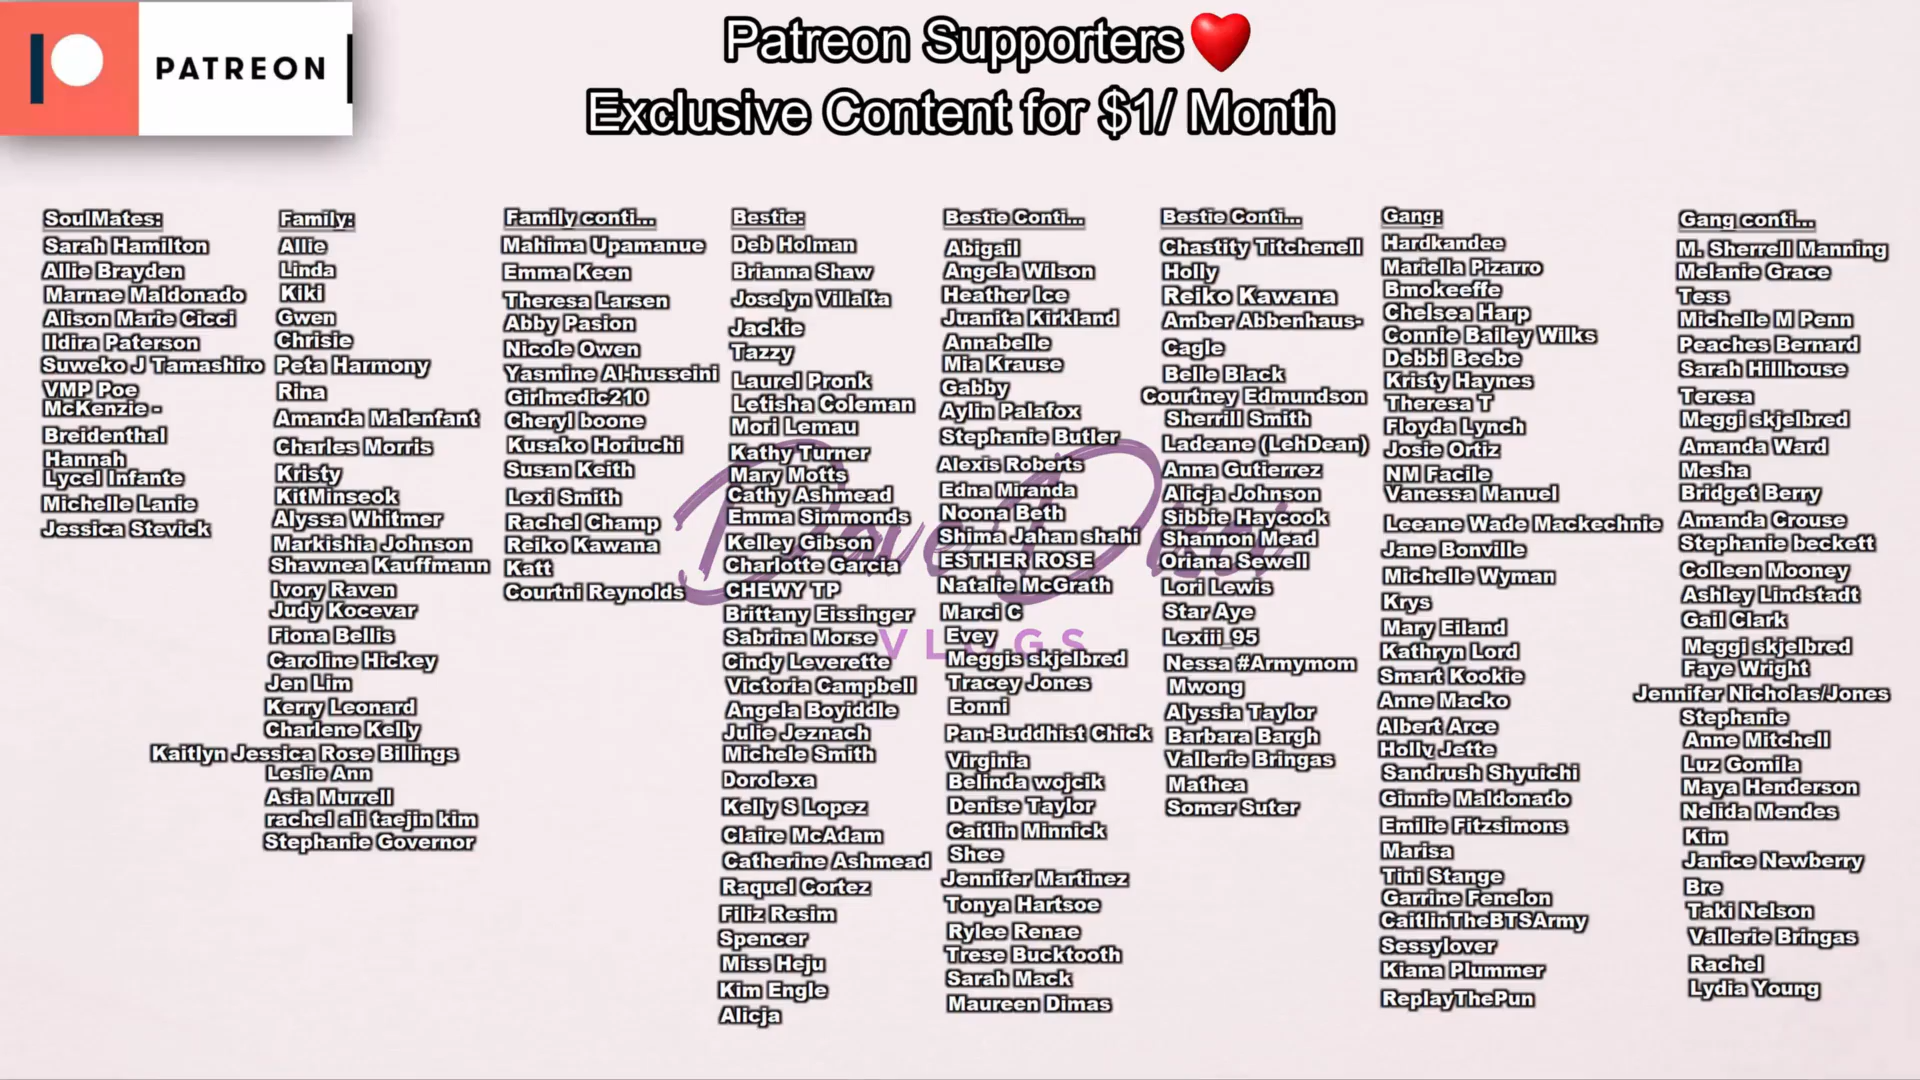 PATREON
Patreon Supporters
Exclusive Content for $1/ Month
SoulMates:
Sarah Hamilton
Allie Brayden
Marnae Maldonado
Alison Marie Cicci
Ildira Paterson
Suweko J Tamashiro
VMP Poe
McKenzie -
Breidenthal
Hannah
Lycel Infante
Michelle Lanie
Jessica Stevick
Family:
Allie
Linda
Kiki
Gwen
Chrisie
Peta Harmony
Rina
Amanda Malenfant
Charles Morris
Kristy
KitMinseok
Alyssa Whitmer
Markishia Johnson
Shawnea Kauffmann
Ivory Raven
Judy Kocevar
Fiona Bellis
Caroline Hickey
Jen Lim
Kerry Leonard
Charlene Kelly
Kaitlyn Jessica Rose Billings
Leslie Ann
Asia Murrell
rachel ali taejin kim
Stephanie Governor
Family conti...
Mahima Upamanue
Emma Keen
Theresa Larsen
Abby Pasion
Nicole Owen
Yasmine Al-husseini
Girlmedic210
Cheryl boone
Kusako Horiuchi
Susan Keith
Lexi Smith
Rachel Champ
Reiko Kawana
Katt
Courtni Reynolds
Bestie:
Deb Holman
Brianna Shaw
Joselyn Villalta
Jackie
Tazzy
Laurel Pronk
Letisha Coleman
Mori Lemau
Kathy Turner
Mary Motts
Cathy Ashmead
Emma Simmonds
Kelley Gibson
Charlotte Garcia
CHEWY TP
Brittany Eissinger
Sabrina Morse
Cindy Leverette
Victoria Campbell
Angela Boyiddle
Julie Jeznach
Michele Smith
Dorolexa
Kelly S Lopez
Claire McAdam
Catherine Ashmead
Raquel Cortez
Filiz Resim
Spencer
Miss Heju
Kim Engle
Alicja
Bestie Conti...
Abigail
Angela Wilson
Heather Ice
Juanita Kirkland
Annabelle
Mia Krause
Gabby
Aylin Palafox
Stephanie Butler
Alexis Roberts
Edna Miranda
Noona Beth
Shima Jahan shahi
ESTHER ROSE
Natalie McGrath
Marci C
Evey
Meggis skjelbred
Tracey Jones
Eonni
Pan-Buddhist Chick
Virginia
Belinda wojcik
Denise Taylor
Caitlin Minnick
Shee
Jennifer Martinez
Tonya Hartsoe
Rylee Renae
Trese Bucktooth
Sarah Mack
Maureen Dimas
Bestie Conti...
Chastity Titchenell
Holly
Reiko Kawana
Amber Abbenhaus-
Cagle
Belle Black
Courtney Edmundson
Sherrill Smith
Ladeane (LehDean)
Anna Gutierrez
Alicja Johnson
Sibbie Haycook
Shannon Mead
Oriana Sewell
Lori Lewis
Star Aye
Lexiii_95
Nessa #Armymom
Mwong
Alyssia Taylor
Barbara Bargh
Vallerie Bringas
Mathea
Somer Suter
Gang:
Hardkandee
Mariella Pizarro
Bmokeeffe
Chelsea Harp
Connie Bailey Wilks
Debbi Beebe
Kristy Haynes
Theresa T
Floyda Lynch
Josie Ortiz
NM Facile
Vanessa Manuel
Leeane Wade Mackechnie
Jane Bonville
Michelle Wyman
Krys
Mary Eiland
Kathryn Lord
Smart Kookie
Anne Macko
Albert Arce
Holly Jette
Sandrush Shyuichi
Ginnie Maldonado
Emilie Fitzsimons
Marisa
Tini Stange
Garrine Fenelon
CaitlinTheBTSArmy
Sessylover
Kiana Plummer
ReplayThePun
Gang conti...
M. Sherrell Manning
Melanie Grace
Tess
Michelle M Penn
Peaches Bernard
Sarah Hillhouse
Teresa
Meggi skjelbred
Amanda Ward
Mesha
Bridget Berry
Amanda Crouse
Stephanie beckett
Colleen Mooney
Ashley Lindstadt
Gail Clark
Meggi skjelbred
Faye Wright
Jennifer Nicholas/Jones
Stephanie
Anne Mitchell
Luz Gomila
Maya Henderson
Nelida Mendes
Kim
Janice Newberry
Bre
Taki Nelson
Vallerie Bringas
Rachel
Lydia Young
VLOGS